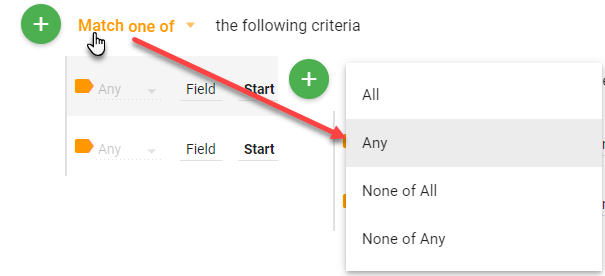 Match one of the following criteria
Any Field Start
Any Field Start
All
Any
None of All
None of Any